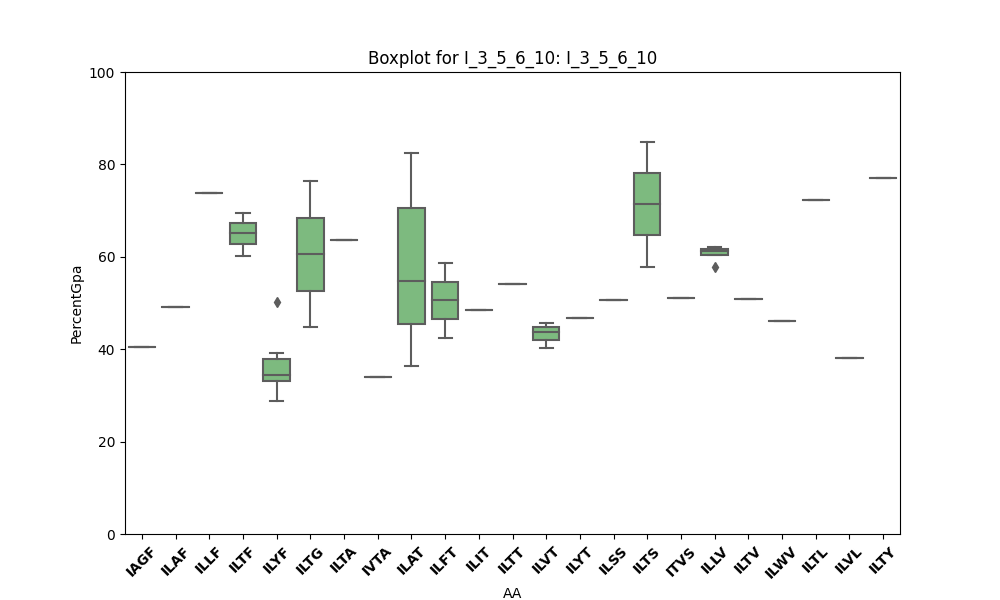 Boxplot for I_3_5_6_10: I_3_5_6_10
100
80
60
40
20
0
PercentGpa
IAGF ILAF ILLF ILTF ILYF ILTG ILTA IVTA ILAT ILFT ILIT ILTT ILVT ILYT ILSS ILTS ITVS ILLV ILTV ILWV ILTL ILVL ILTY
AA